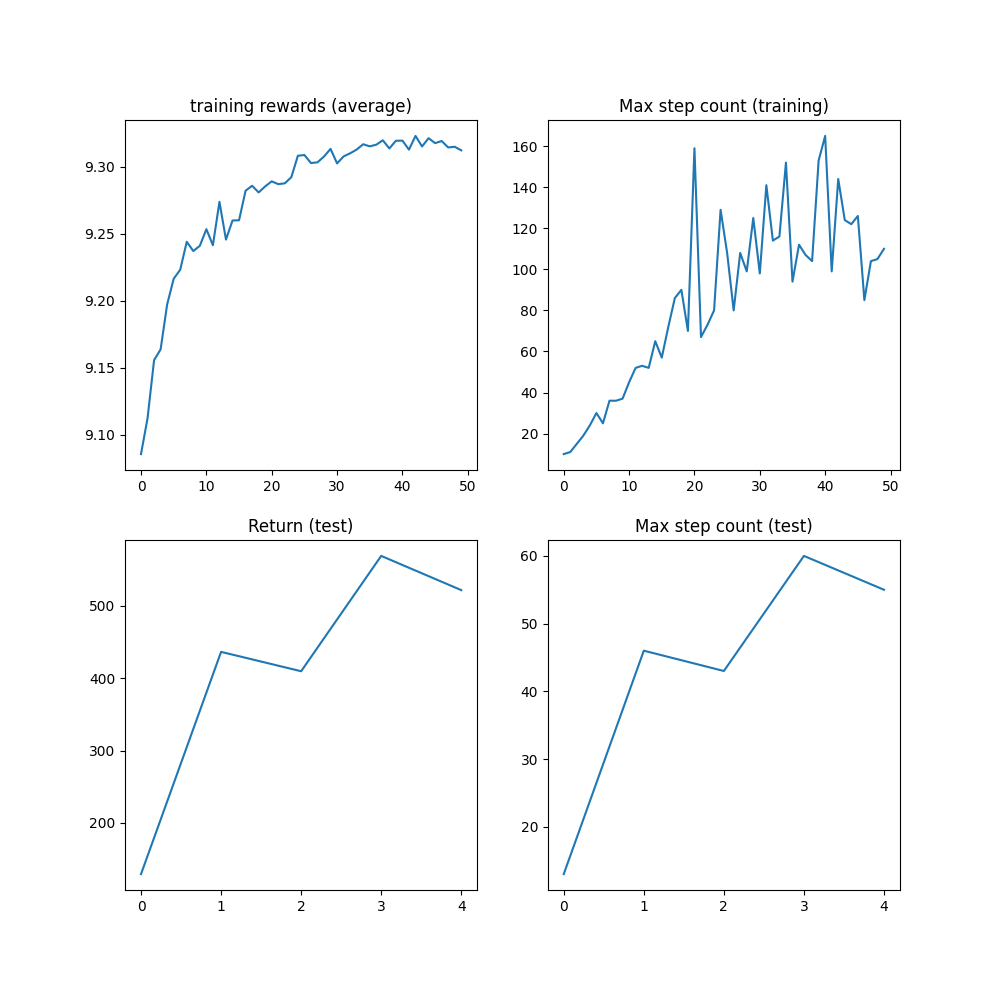 training rewards (average)
9.30
9.25
9.20
9.15
9.10
0 10 20 30 40 50
Max step count (training)
160
140
120
100
80
60
40
20
0 10 20 30 40 50
Return (test)
500
400
300
200
0 1 2 3 4
Max step count (test)
60
50
40
30
20
0 1 2 3 4